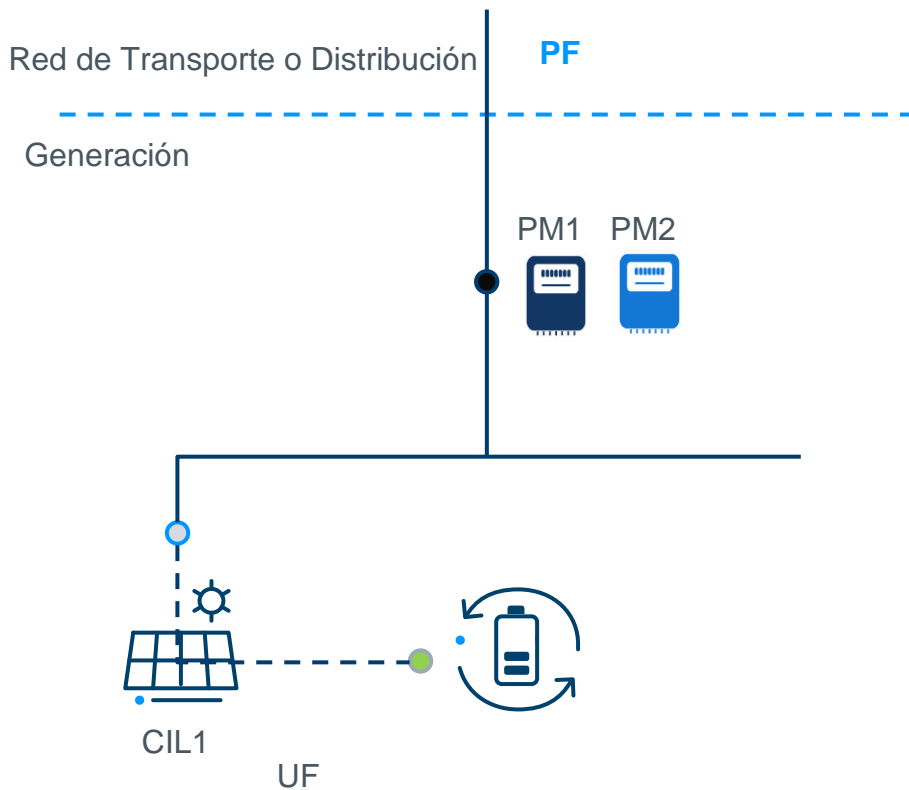 Red de Transporte o Distribución
PF
Generación
PM1 PM2
CIL1
UF